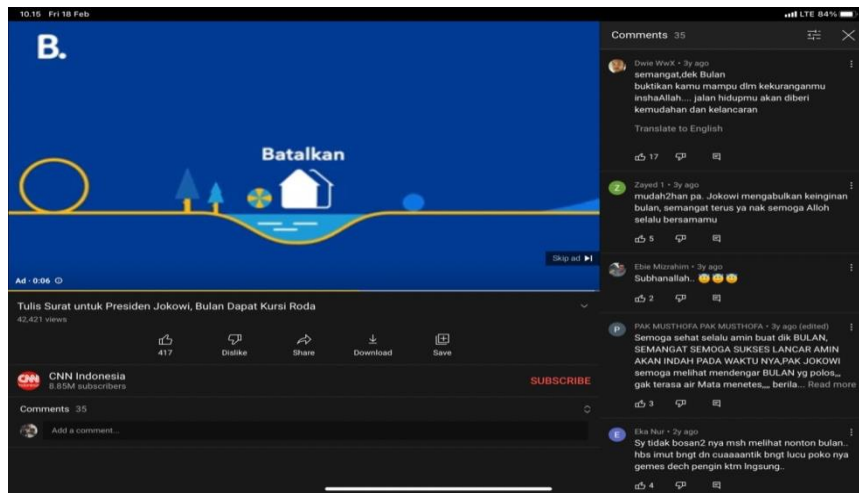 10.15 Fri 18 Feb
LTE 84%
B.
Batalkan
Skip ad
Ad · 0:06
Tulis Surat untuk Presiden Jokowi, Bulan Dapat Kursi Roda
42,421 views
417 Dislike Share Download Save
CNN
CNN Indonesia
8.85M subscribers
SUBSCRIBE
Comments 35
Add a comment...
Comments 35
Dwie WwX • 3y ago
semangat,dek Bulan
buktikan kamu mampu dlm kekuranganmu
inshaAllah.... jalan hidupmu akan diberi
kemudahan dan kelancaran
Translate to English
17
Z
Zayed 1 • 3y ago
mudah2han pa. Jokowi mengabulkan keinginan
bulan, semangat terus ya nak semoga Alloh
selalu bersamamu
5
Ebie Mizrahim • 3y ago
Subhanallah.. 😇😇😇
2
P
PAK MUSTHOFA PAK MUSTHOFA • 3y ago (edited)
Semoga sehat selalu amin buat dik BULAN,
SEMANGAT SEMOGA SUKSES LANCAR AMIN
AKAN INDAH PADA WAKTU NYA,PAK JOKOWI
semoga melihat mendengar BULAN yg polos,,,
gak terasa air Mata menetes,,,, berila... Read more
3
E
Eka Nur • 2y ago
Sy tidak bosan2 nya msh melihat nonton bulan..
hbs imut bngt dn cuaaaantik bngt lucu poko nya
gemes dech pengin ktm lngsung..
4